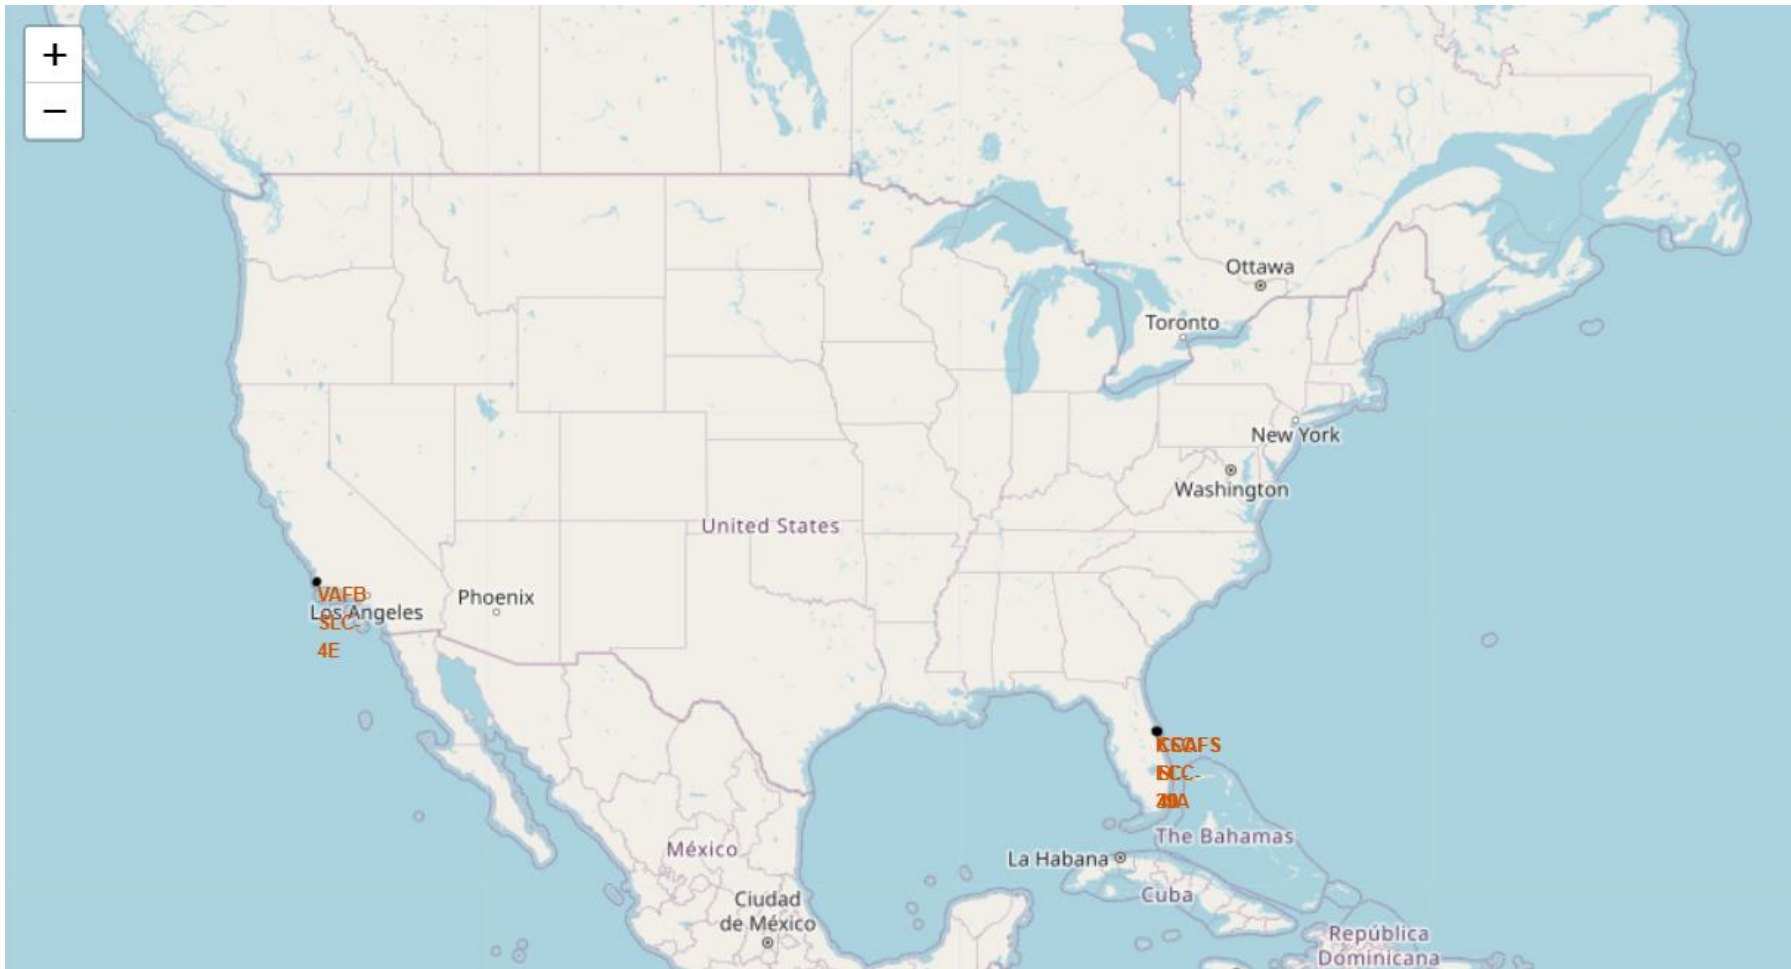 +
−
Ottawa
Toronto
New York
Washington
United States
VAFB
SLC-
4E
Los Angeles
Phoenix
The Bahamas
México
La Habana
Cuba
Ciudad
de México
República
Dominicana